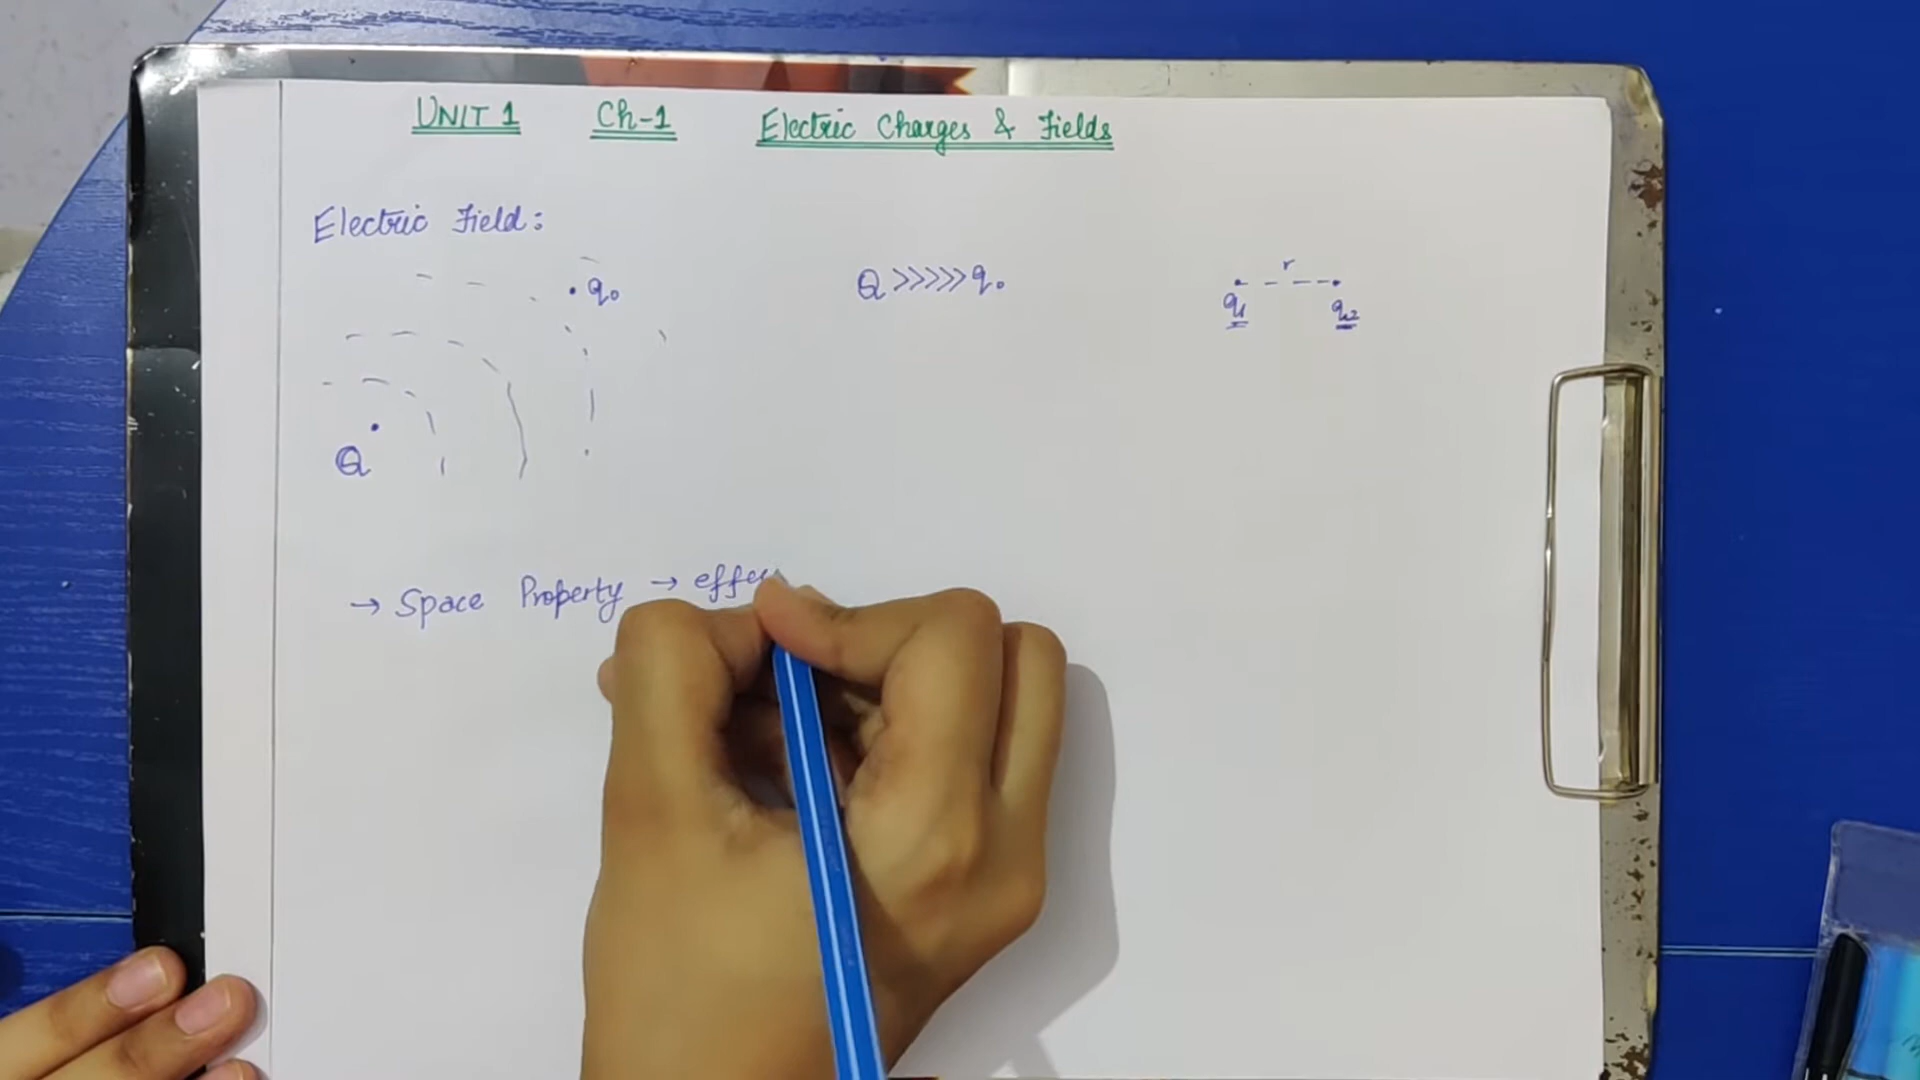 UNIT 1 Ch-1 Electric Charges & Fields
Electric Field:
q₀
Q >>>>> q₀
r
q₁ q₂
Q
→ Space Property →